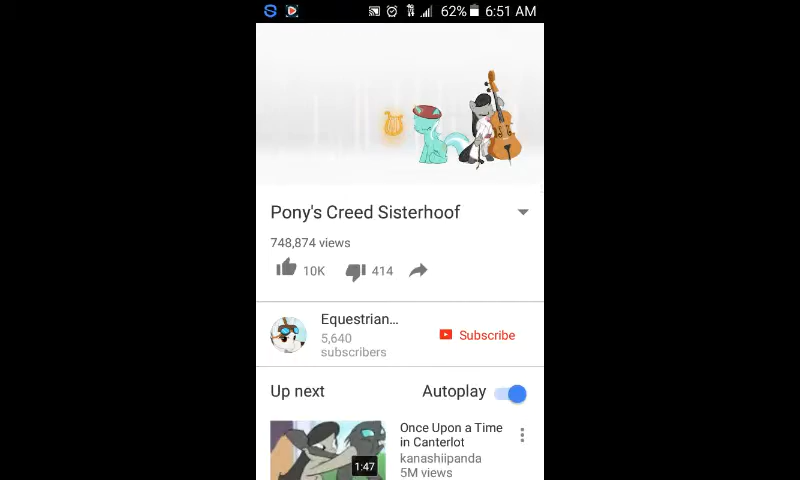 62% 6:51 AM
Pony's Creed Sisterhoof
748,874 views
10K 414
Equestrian...
5,640
subscribers
Subscribe
Up next Autoplay
Once Upon a Time
in Canterlot
kanashiipanda
5M views
1:47